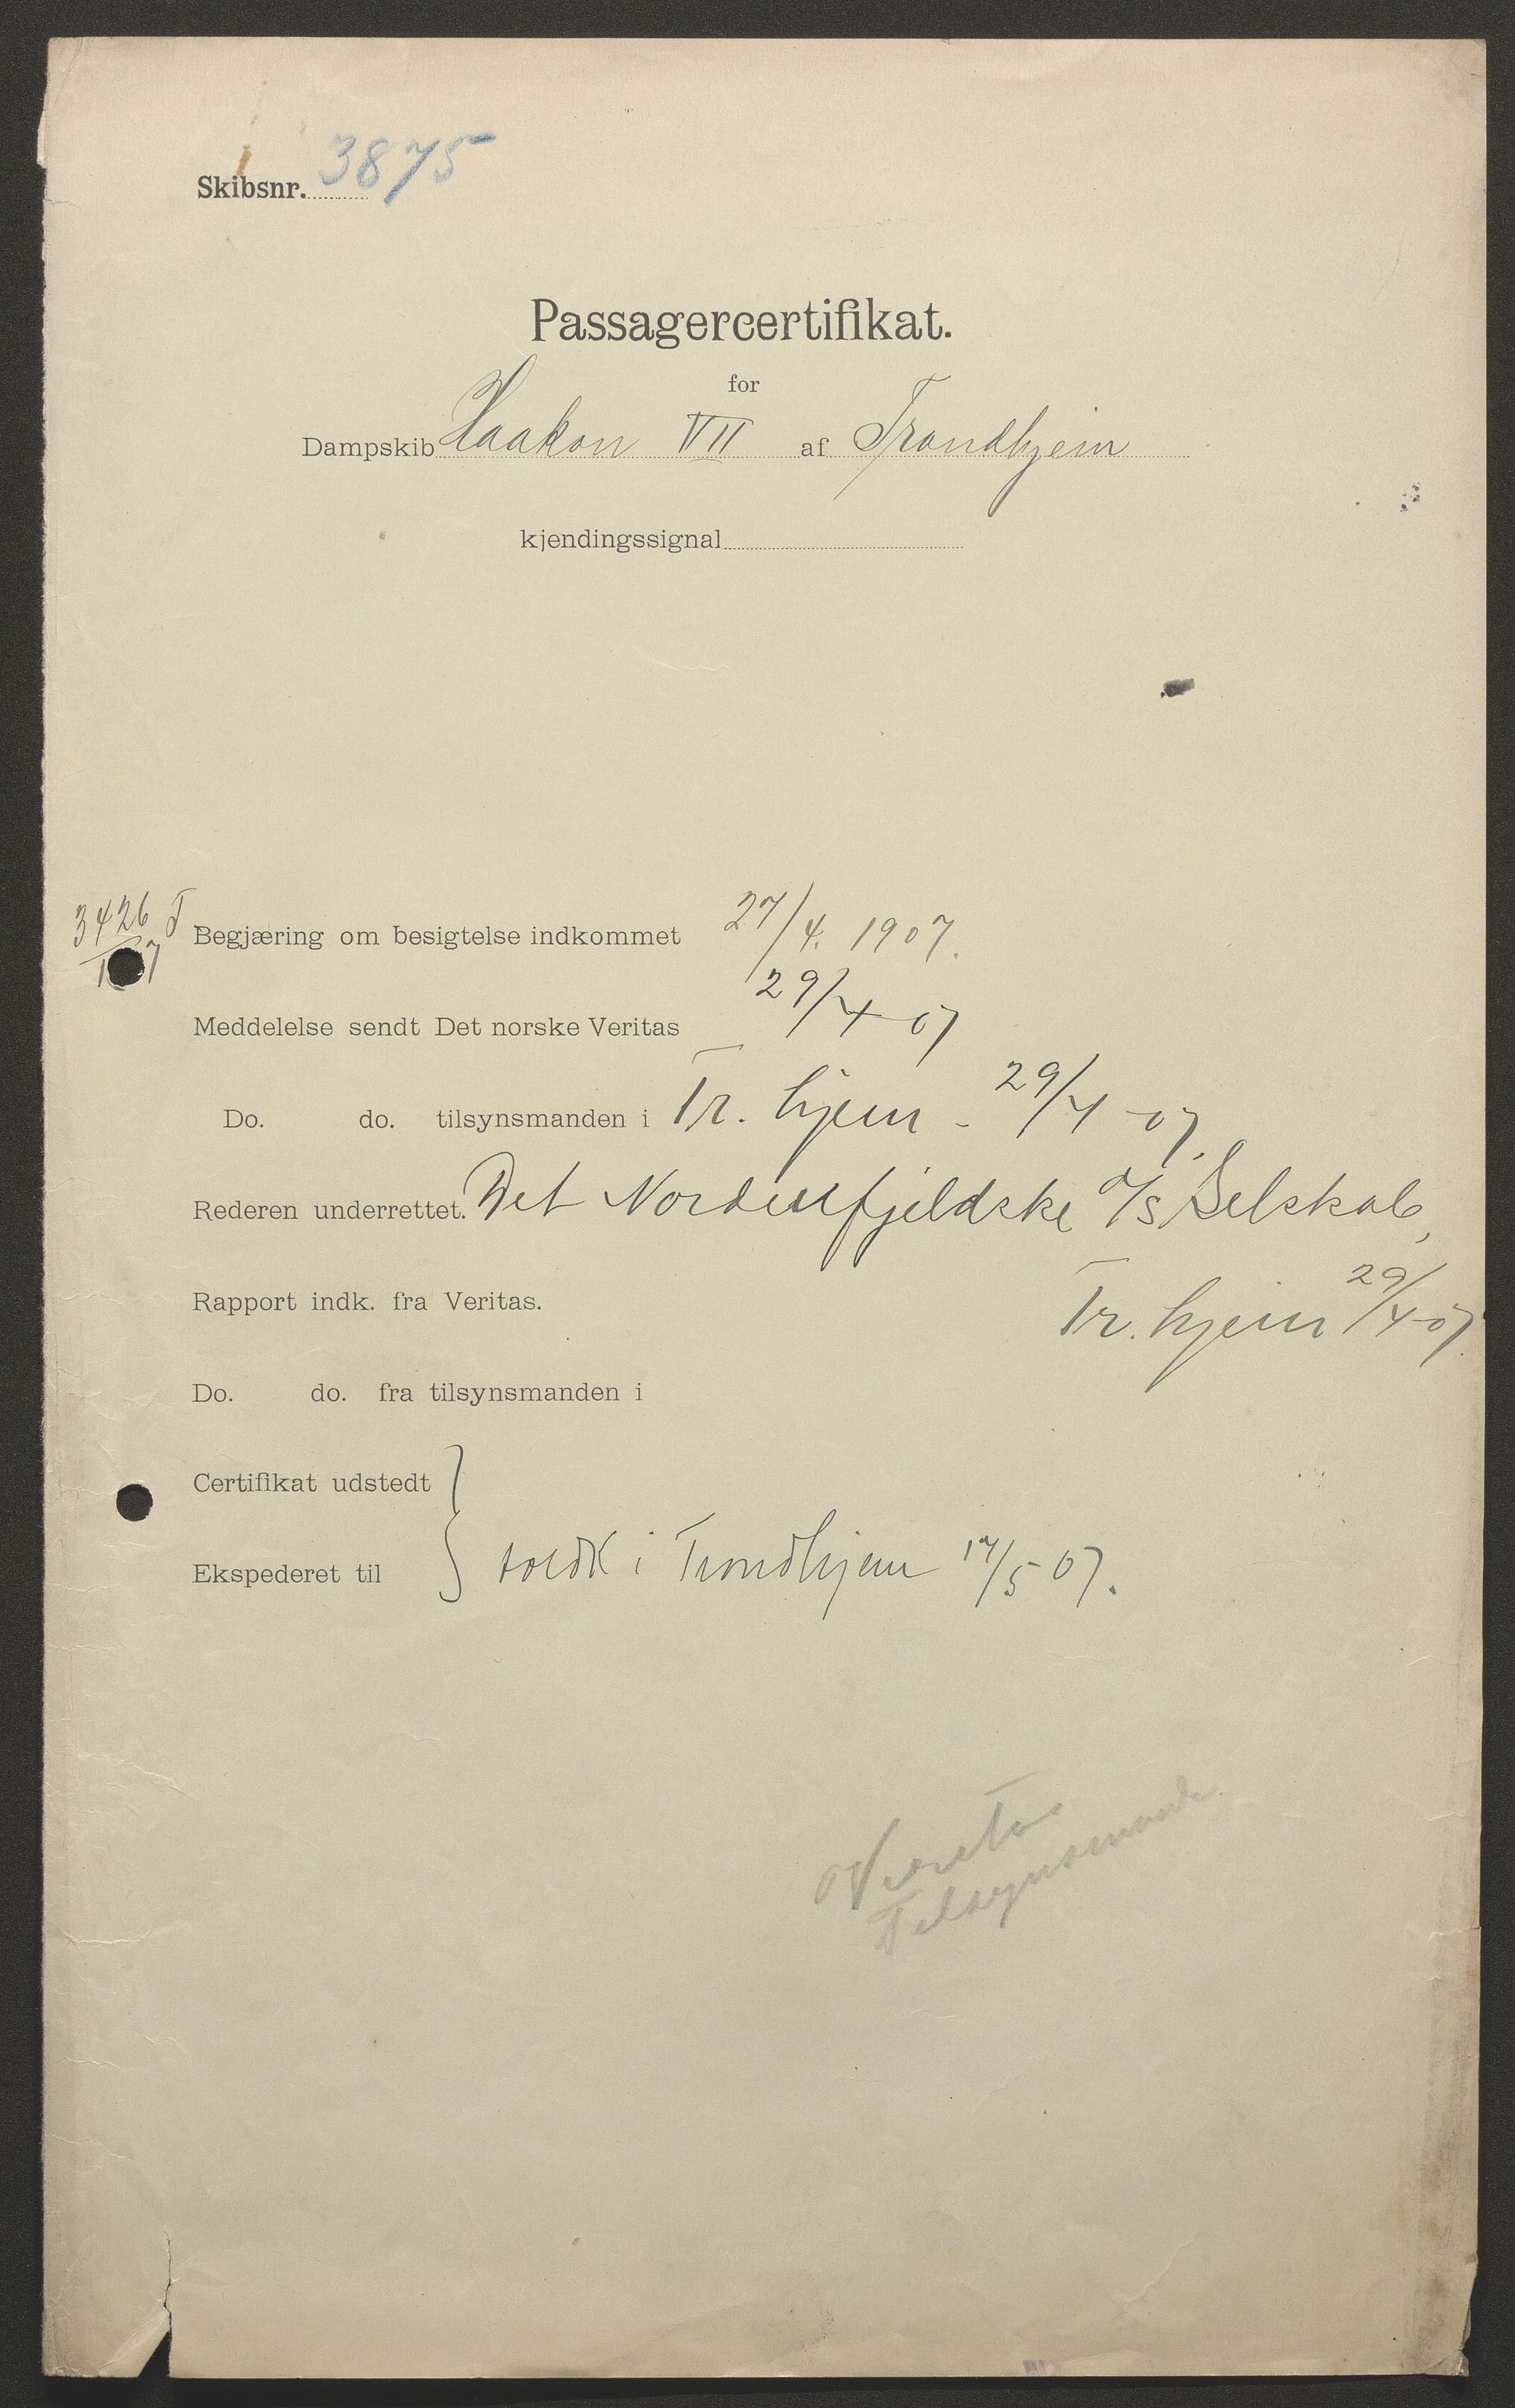 Skibsnr. 3875
Passagercertifikat.
for
Dampskib Haakon VII af Trondhjem
kjendingssignal
3426 J
Begjæring om besigtelse indkommet 27/4. 1907.
Meddelelse sendt Det norske Veritas 29/4 07
Do. do. tilsynsmanden i Tr. hjem - 29/4 - 07.
Rederen underrettet. Det Nordenfjeldske d/s Selskab,
Tr. hjem 29/4-07.
Rapport indk. fra Veritas.
Do. do. fra tilsynsmanden i
Certifikat udstedt
Ekspederet til } toldk i Trondhjem 17/5 07.
Veritas
Tilsynsmand